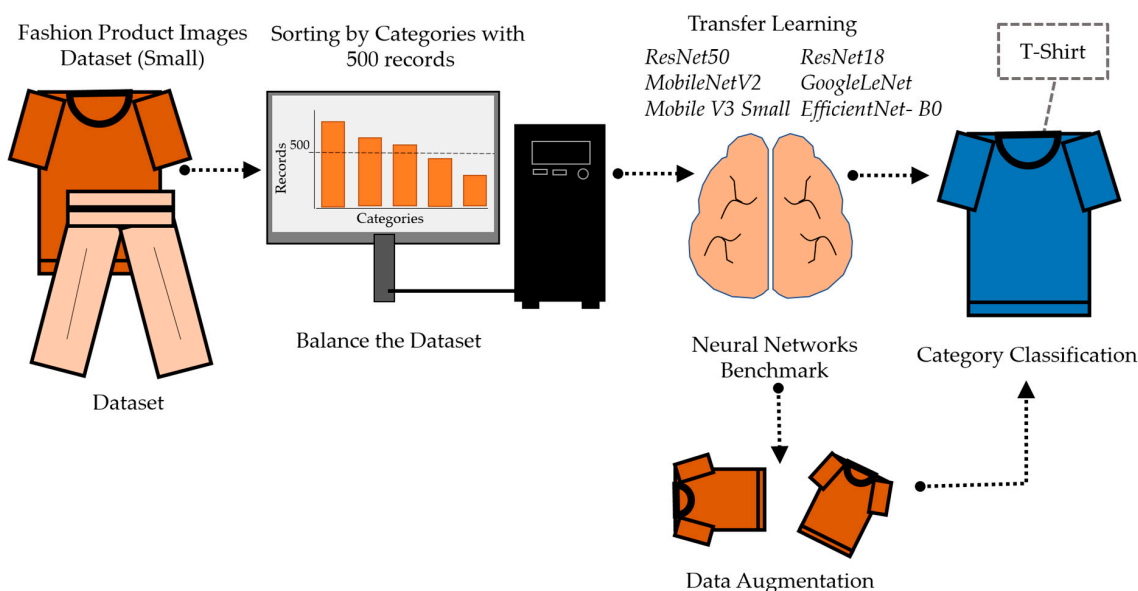 Fashion Product Images
Dataset (Small)
Sorting by Categories with
500 records
Transfer Learning
ResNet50
ResNet18
MobileNetV2
GoogleLeNet
Mobile V3 Small
EfficientNet- B0
T-Shirt
500
Records
Categories
Balance the Dataset
Dataset
Neural Networks
Benchmark
Category Classification
Data Augmentation